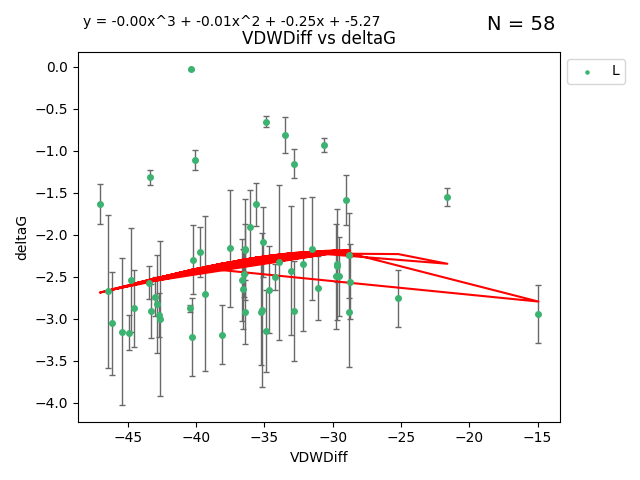 y = -0.00x^3 + -0.01x^2 + -0.25x + -5.27
N = 58
VDWDiff vs deltaG
L
deltaG
0.0
−0.5
−1.0
−1.5
−2.0
−2.5
−3.0
−3.5
−4.0
−45 −40 −35 −30 −25 −20 −15
VDWDiff